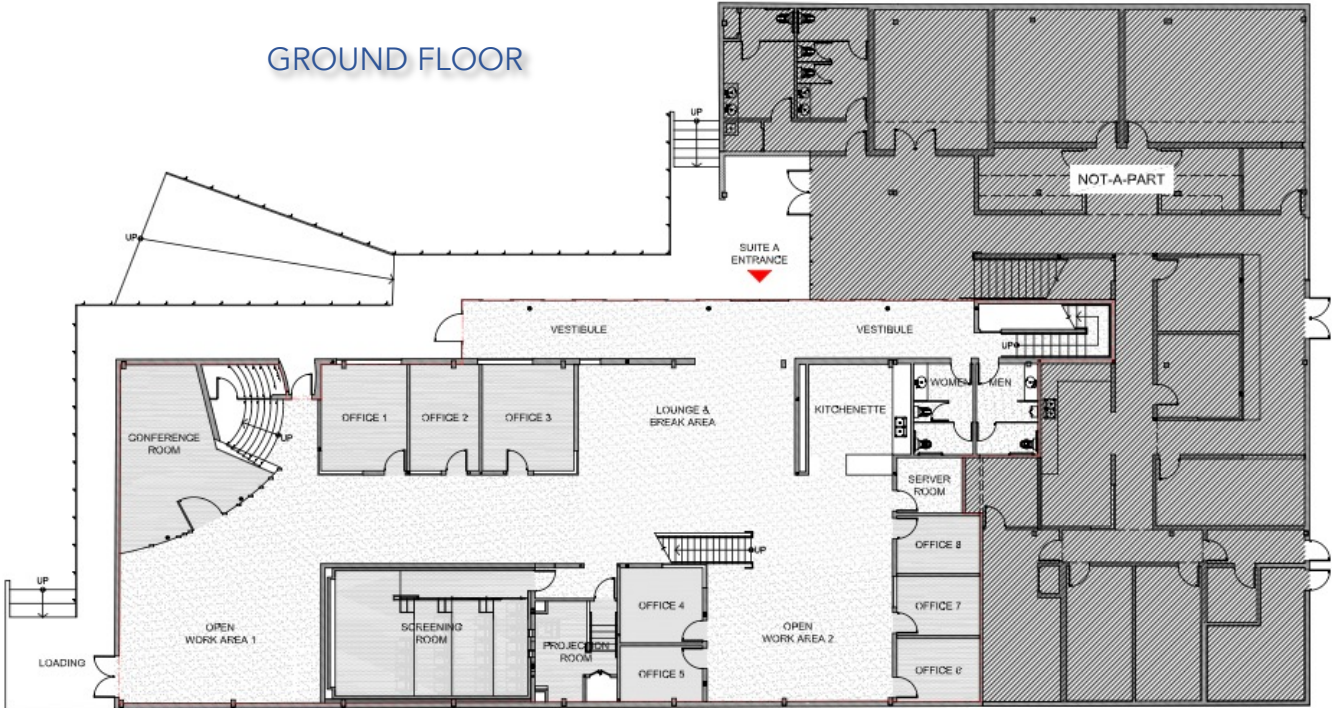 GROUND FLOOR
UP
NOT-A-PART
UP
SUITE A
ENTRANCE
VESTIBULE
VESTIBULE
UP
WOMEN
MEN
OFFICE 1
OFFICE 2
OFFICE 3
LOUNGE &
BREAK AREA
KITCHENETTE
CONFERENCE
ROOM
UP
SERVER
ROOM
UP
OFFICE 8
UP
OFFICE 4
OFFICE 7
OPEN
WORK AREA 1
SCREENING
ROOM
PROJECTION
ROOM
OPEN
WORK AREA 2
LOADING
OFFICE 5
OFFICE 6